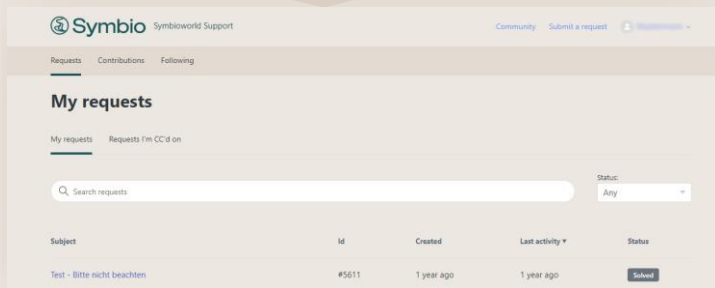 Symbio Symbioworld Support
Community Submit a request
Requests Contributions Following
My requests
My requests Requests I'm CC'd on
Status:
Search requests Any
Subject Id Created Last activity ▼ Status
Test - Bitte nicht beachten #5611 1 year ago 1 year ago Solved